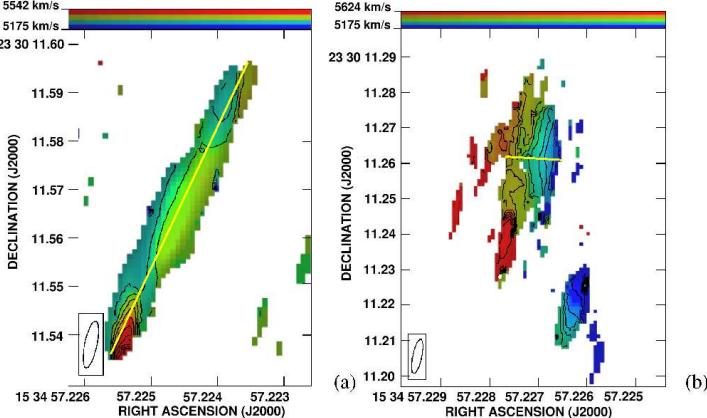 5542 km/s
5175 km/s
23 30 11.60
11.59
11.58
11.57
11.56
11.55
11.54
DECLINATION (J2000)
15 34 57.226 57.225 57.224 57.223
RIGHT ASCENSION (J2000)
(a)
5624 km/s
5175 km/s
23 30 11.29
11.28
11.27
11.26
11.25
11.24
11.23
11.22
11.21
11.20
DECLINATION (J2000)
15 34 57.229 57.228 57.227 57.226 57.225
RIGHT ASCENSION (J2000)
(b)